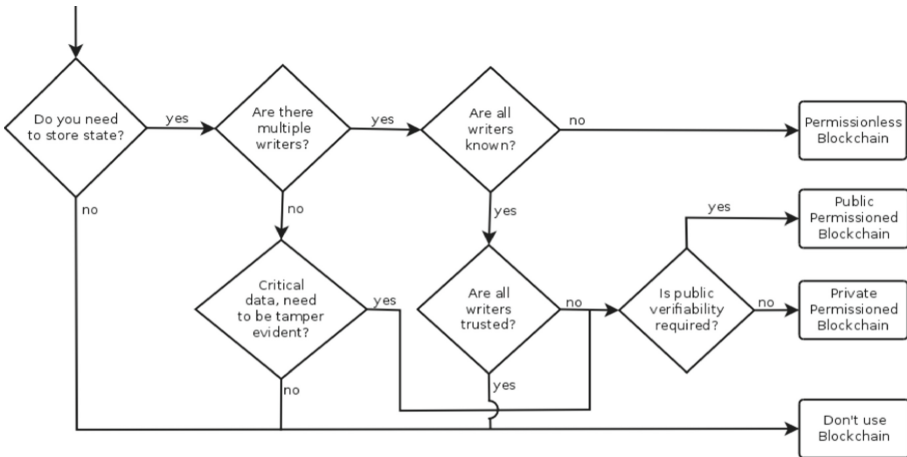 Do you need
to store state?
yes
Are there
multiple
writers?
yes
Are all
writers
known?
no
Permissionless
Blockchain
no
no
yes
yes
Public
Permissioned
Blockchain
Critical
data, need
to be tamper
evident?
yes
Are all
writers
trusted?
no
Is public
verifiability
required?
no
Private
Permissioned
Blockchain
no
yes
Don't use
Blockchain